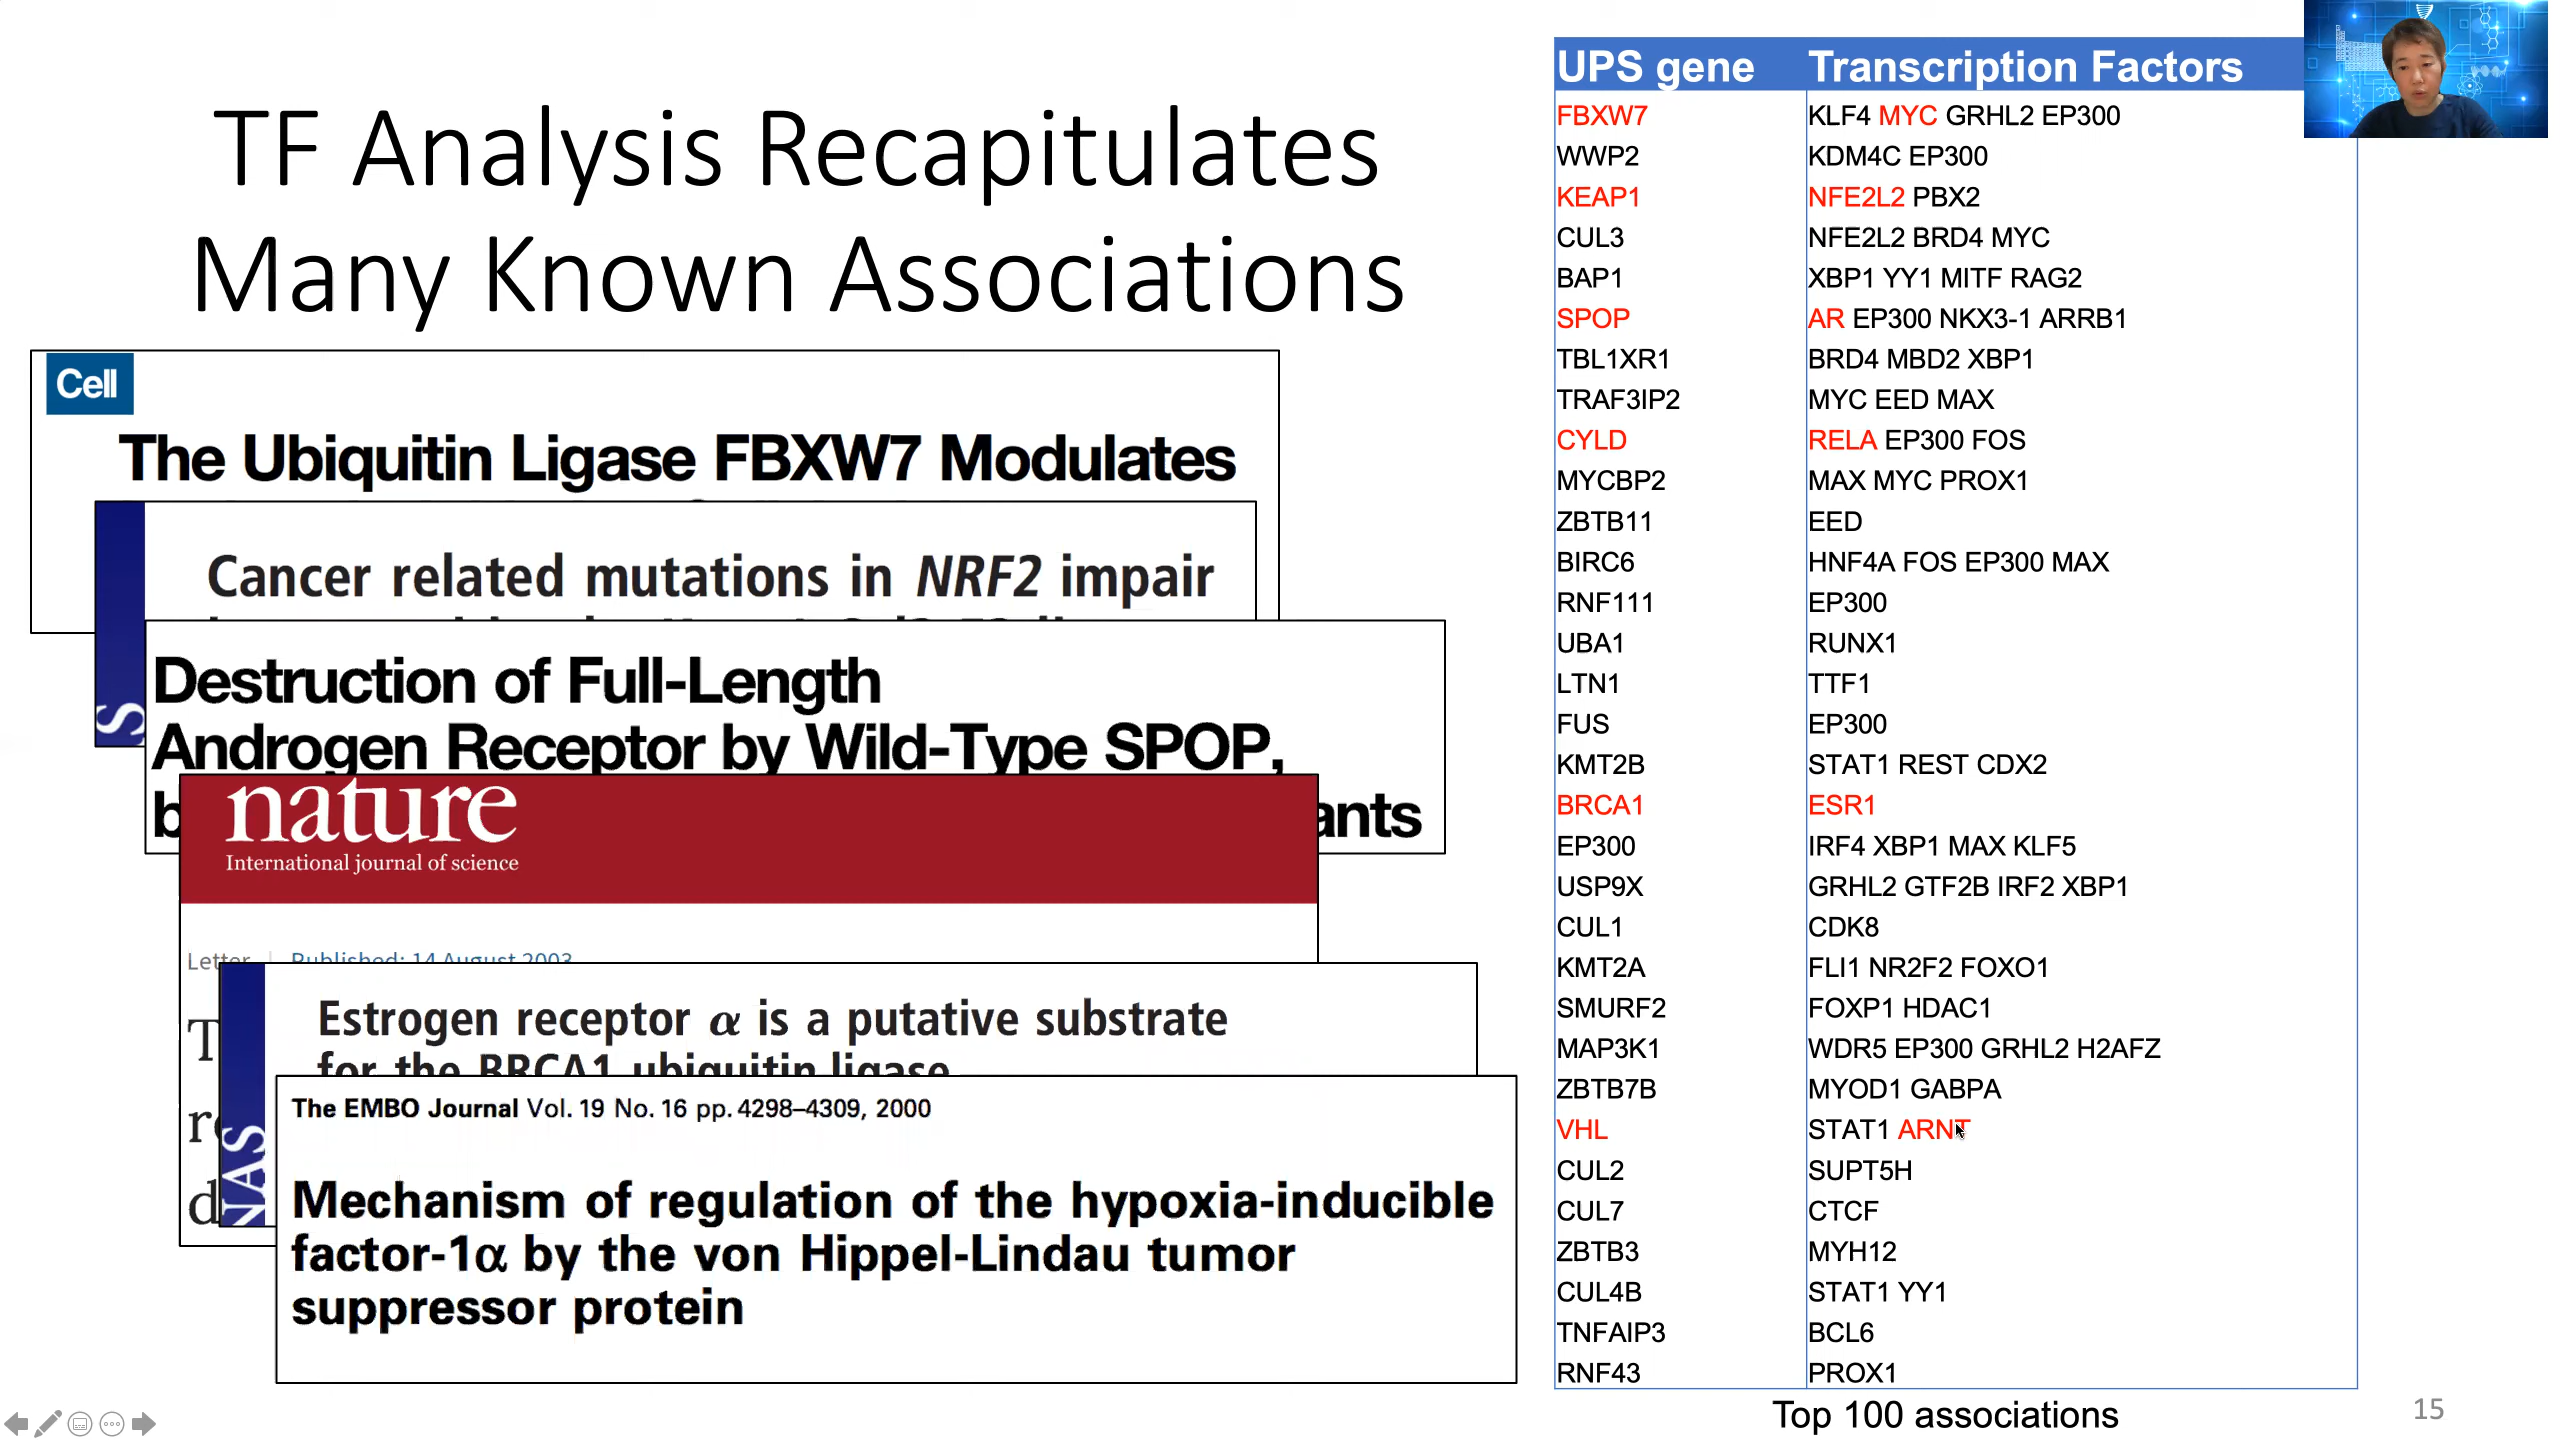 TF Analysis Recapitulates
Many Known Associations
Cell
The Ubiquitin Ligase FBXW7 Modulates
Cancer related mutations in NRF2 impair
S
Destruction of Full-Length
Androgen Receptor by Wild-Type SPOP,
b
ants
nature
International journal of science
Letter | Published: 14 August 2003
T
r
d
NAS
Estrogen receptor α is a putative substrate
for the BRCA1 ubiquitin ligase
The EMBO Journal Vol. 19 No. 16 pp. 4298–4309, 2000
Mechanism of regulation of the hypoxia-inducible
factor-1α by the von Hippel-Lindau tumor
suppressor protein
UPS gene Transcription Factors
FBXW7 KLF4 MYC GRHL2 EP300
WWP2 KDM4C EP300
KEAP1 NFE2L2 PBX2
CUL3 NFE2L2 BRD4 MYC
BAP1 XBP1 YY1 MITF RAG2
SPOP AR EP300 NKX3-1 ARRB1
TBL1XR1 BRD4 MBD2 XBP1
TRAF3IP2 MYC EED MAX
CYLD RELA EP300 FOS
MYCBP2 MAX MYC PROX1
ZBTB11 EED
BIRC6 HNF4A FOS EP300 MAX
RNF111 EP300
UBA1 RUNX1
LTN1 TTF1
FUS EP300
KMT2B STAT1 REST CDX2
BRCA1 ESR1
EP300 IRF4 XBP1 MAX KLF5
USP9X GRHL2 GTF2B IRF2 XBP1
CUL1 CDK8
KMT2A FLI1 NR2F2 FOXO1
SMURF2 FOXP1 HDAC1
MAP3K1 WDR5 EP300 GRHL2 H2AFZ
ZBTB7B MYOD1 GABPA
VHL STAT1 ARNT
CUL2 SUPT5H
CUL7 CTCF
ZBTB3 MYH12
CUL4B STAT1 YY1
TNFAIP3 BCL6
RNF43 PROX1
Top 100 associations
15